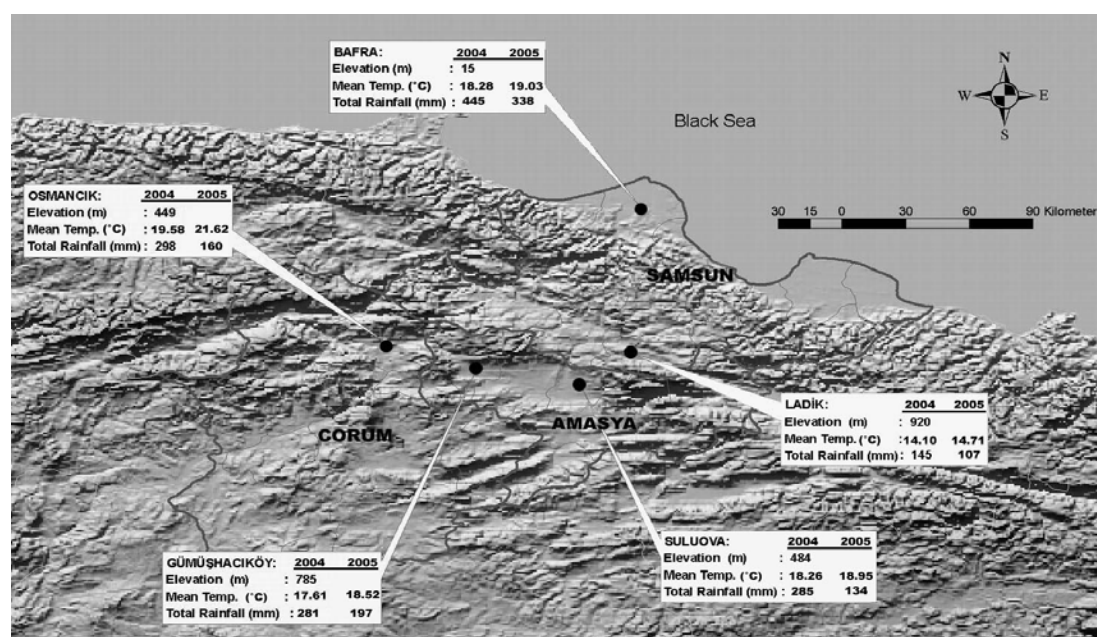 BAFRA: 2004 2005
Elevation (m) : 15
Mean Temp. (°C) : 18.28 19.03
Total Rainfall (mm) : 445 338
Black Sea
N
W E
S
OSMANCIK: 2004 2005
Elevation (m) : 449
Mean Temp. (°C) : 19.58 21.62
Total Rainfall (mm) : 298 160
30 15 0 30 60 90 Kilometer
SAMSUN
CORUM
AMASYA
LADİK: 2004 2005
Elevation (m) : 920
Mean Temp. (°C) :14.10 14.71
Total Rainfall (mm) : 145 107
GÜMÜŞHACIKÖY: 2004 2005
Elevation (m) : 785
Mean Temp. (°C) : 17.61 18.52
Total Rainfall (mm) : 281 197
SULUOVA: 2004 2005
Elevation (m) : 484
Mean Temp. (°C) : 18.26 18.95
Total Rainfall (mm) : 285 134